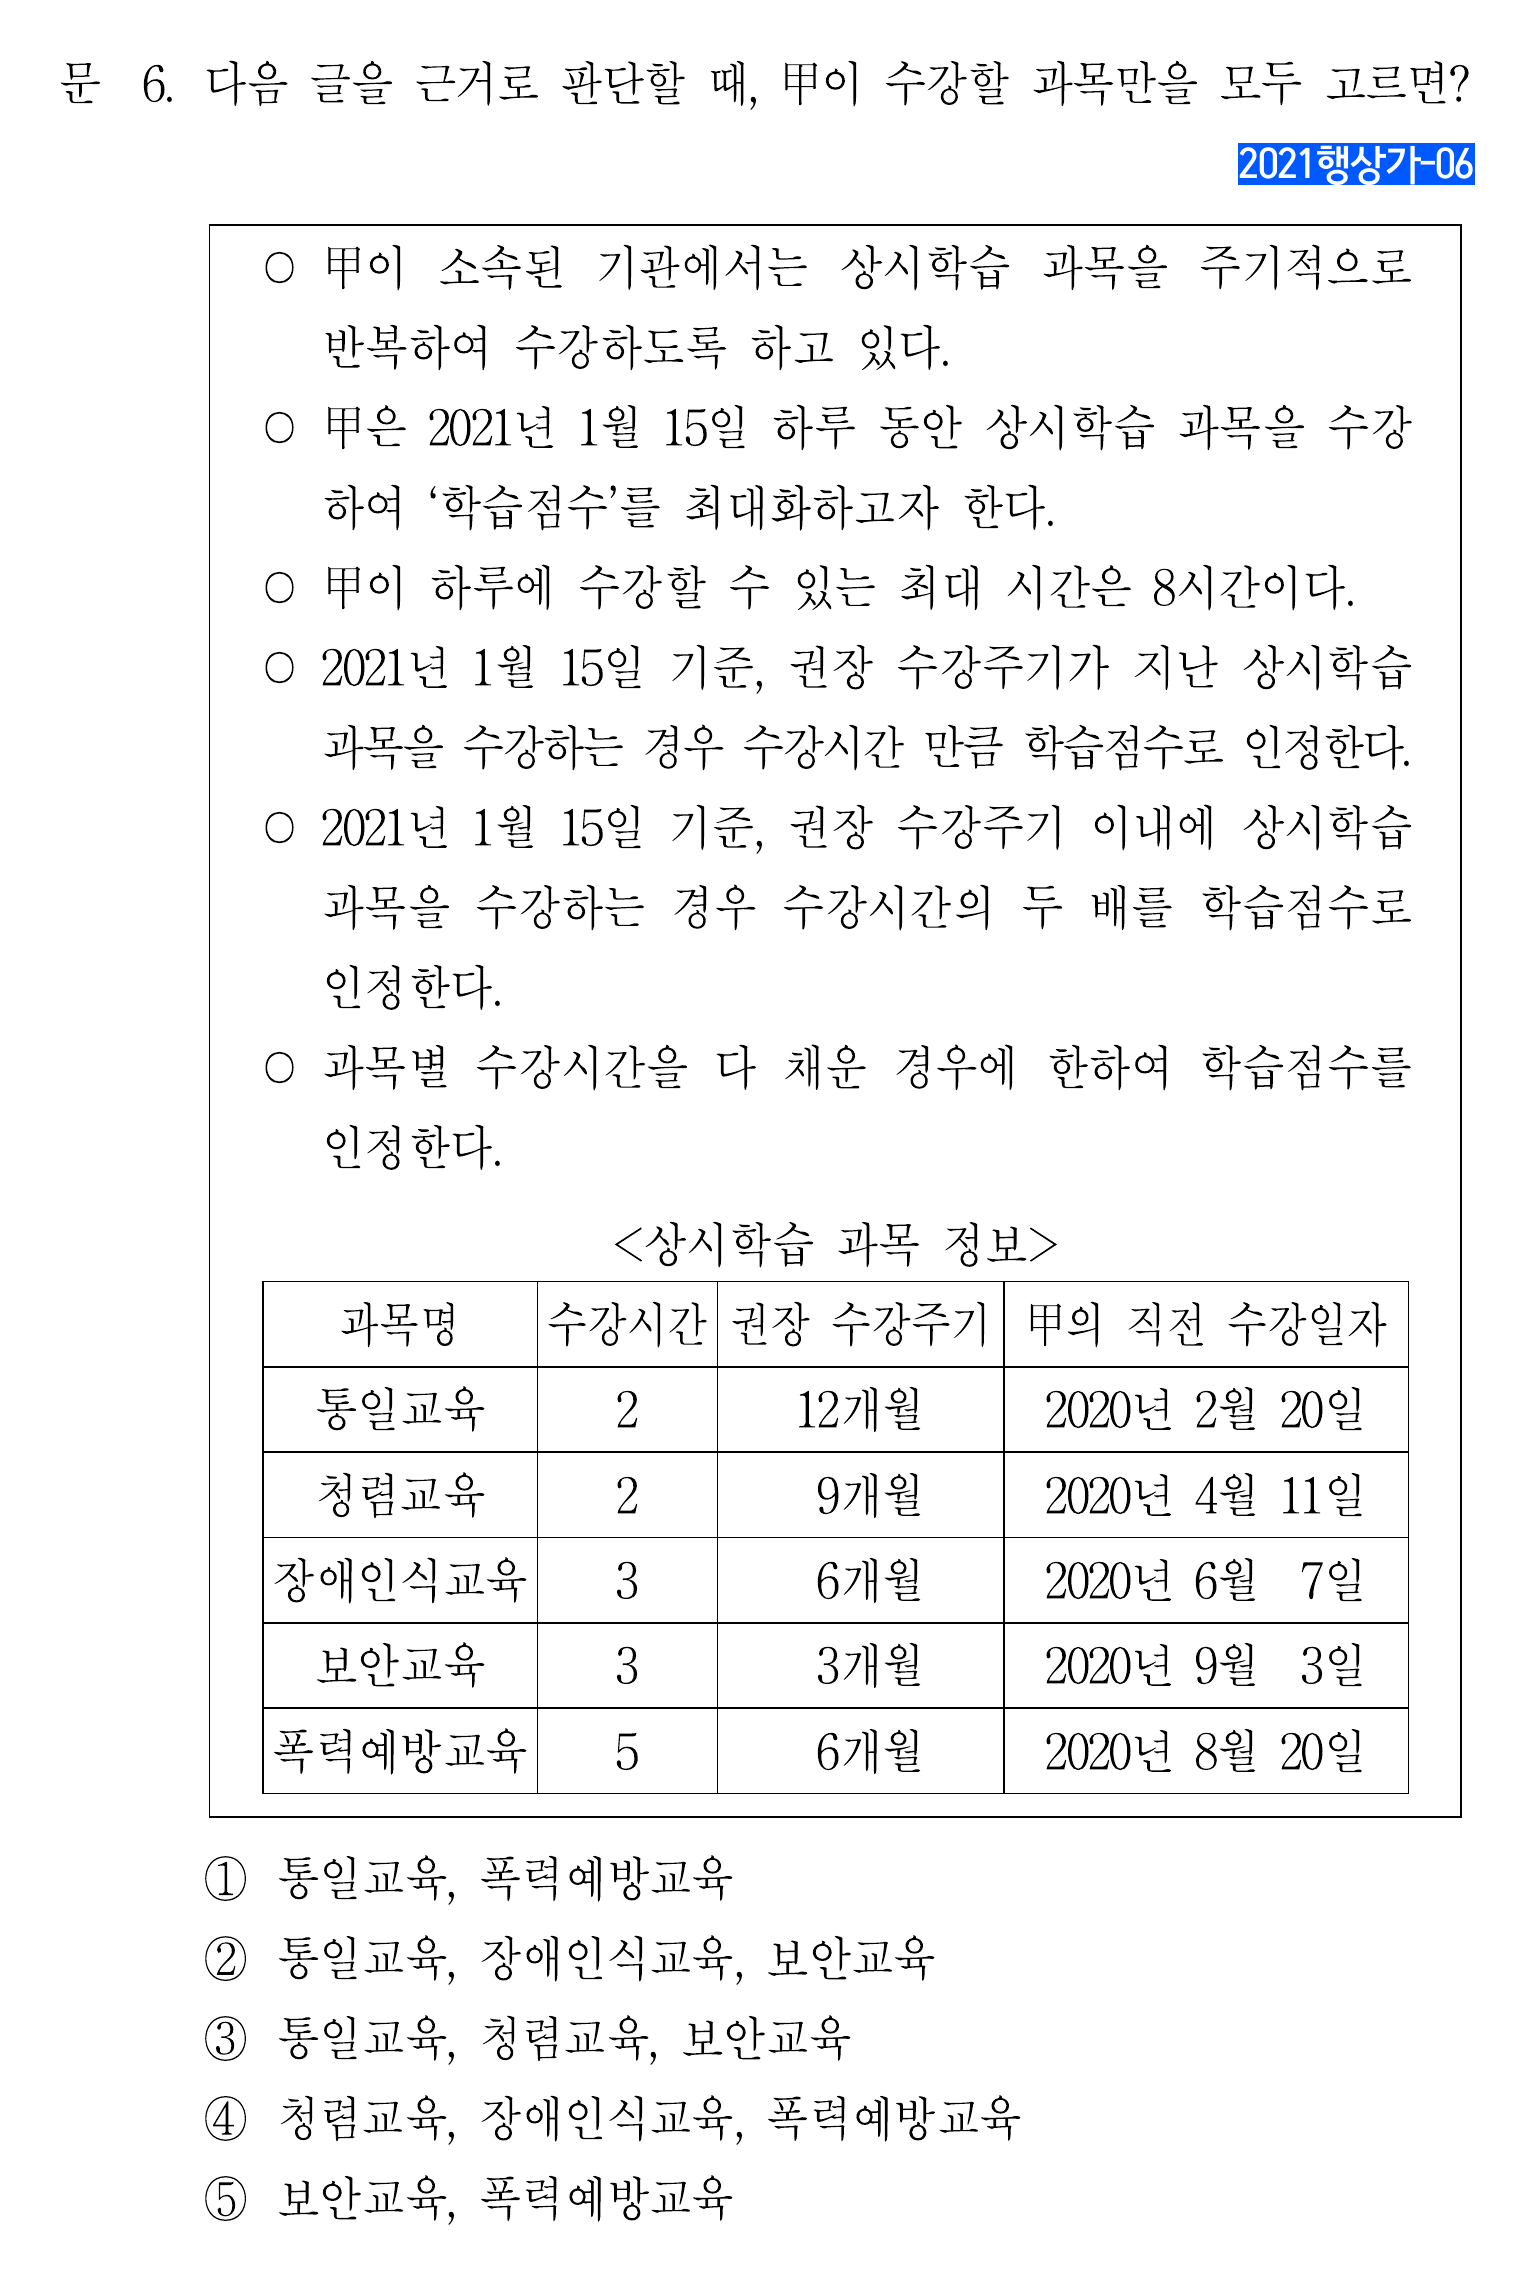 문 6. 다음 글을 근거로 판단할 때, 甲이 수강할 과목만을 모두 고르면?
2021행상가-06
○ 甲이 소속된 기관에서는 상시학습 과목을 주기적으로
반복하여 수강하도록 하고 있다.
○ 甲은 2021년 1월 15일 하루 동안 상시학습 과목을 수강
하여 ‘학습점수’를 최대화하고자 한다.
○ 甲이 하루에 수강할 수 있는 최대 시간은 8시간이다.
○ 2021년 1월 15일 기준, 권장 수강주기가 지난 상시학습
과목을 수강하는 경우 수강시간 만큼 학습점수로 인정한다.
○ 2021년 1월 15일 기준, 권장 수강주기 이내에 상시학습
과목을 수강하는 경우 수강시간의 두 배를 학습점수로
인정한다.
○ 과목별 수강시간을 다 채운 경우에 한하여 학습점수를
인정한다.
<상시학습 과목 정보>
과목명 수강시간 권장 수강주기 甲의 직전 수강일자
통일교육 2 12개월 2020년 2월 20일
청렴교육 2 9개월 2020년 4월 11일
장애인식교육 3 6개월 2020년 6월 7일
보안교육 3 3개월 2020년 9월 3일
폭력예방교육 5 6개월 2020년 8월 20일
① 통일교육, 폭력예방교육
② 통일교육, 장애인식교육, 보안교육
③ 통일교육, 청렴교육, 보안교육
④ 청렴교육, 장애인식교육, 폭력예방교육
⑤ 보안교육, 폭력예방교육